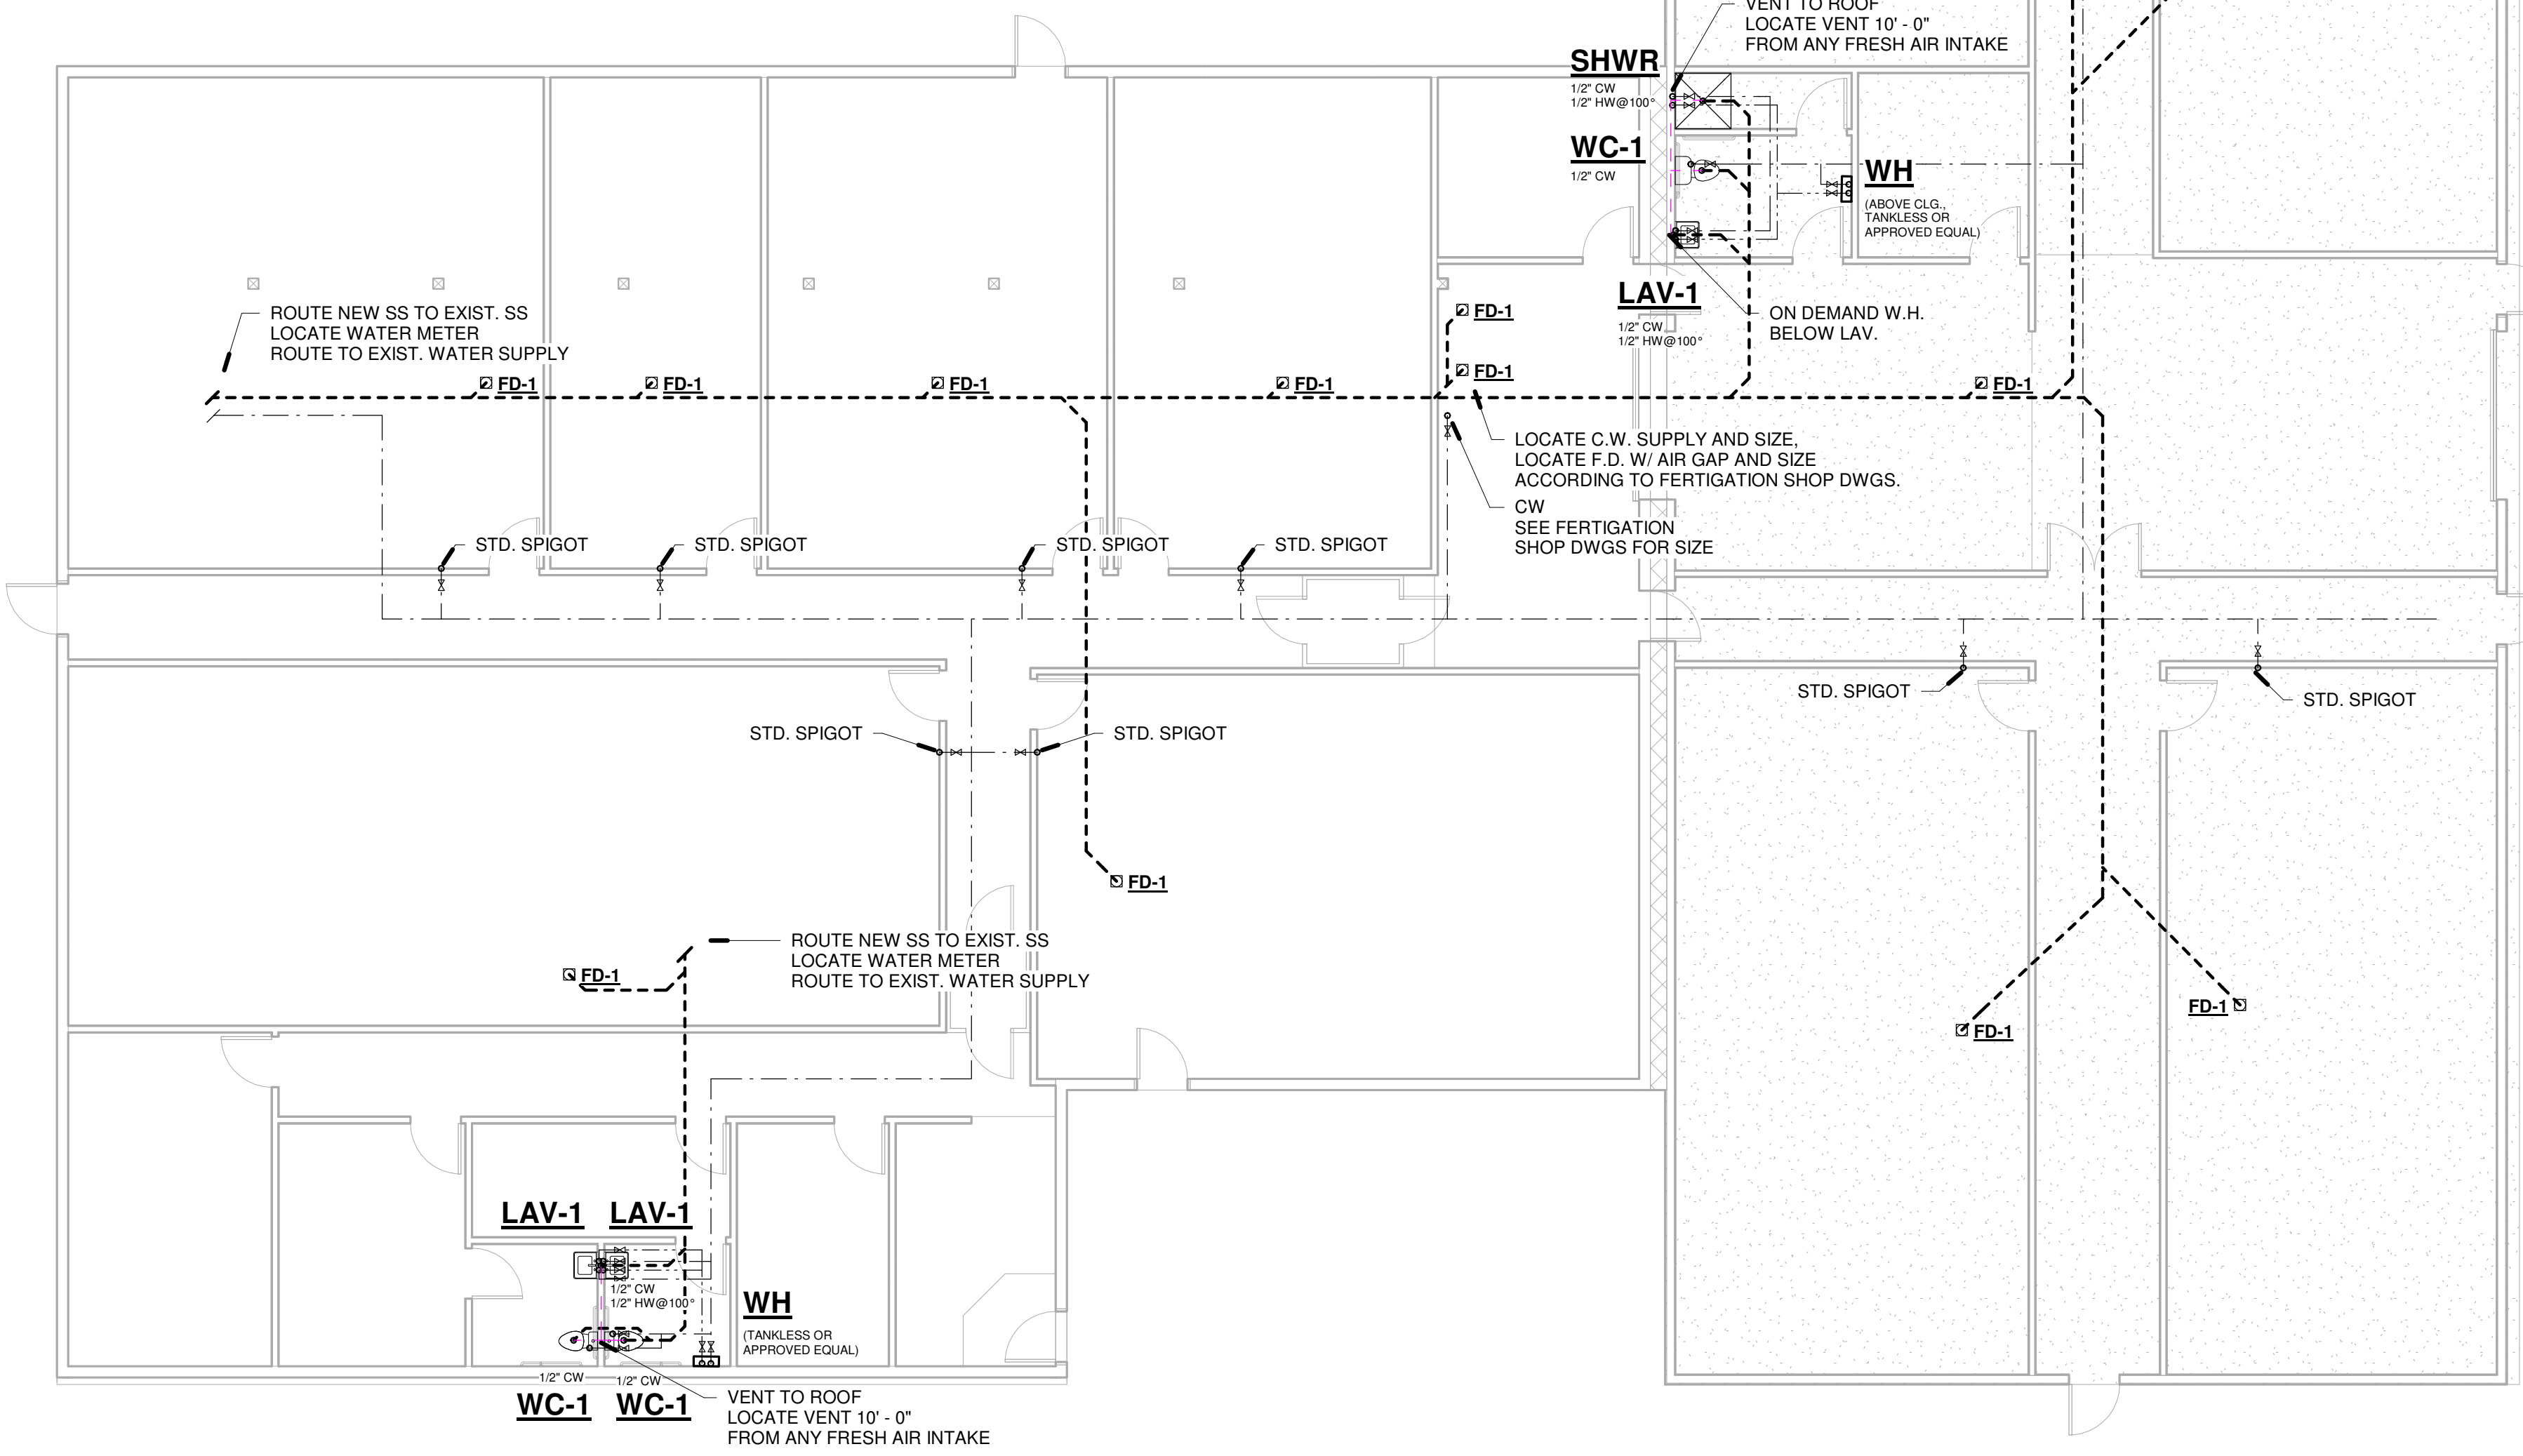 VENT TO ROOF
LOCATE VENT 10' - 0"
FROM ANY FRESH AIR INTAKE
SHWR
1/2" CW
1/2" HW@100°
WC-1
1/2" CW
WH
(ABOVE CLG.,
TANKLESS OR
APPROVED EQUAL)
LAV-1
1/2" CW
1/2" HW@100°
ON DEMAND W.H.
BELOW LAV.
ROUTE NEW SS TO EXIST. SS
LOCATE WATER METER
ROUTE TO EXIST. WATER SUPPLY
FD-1
FD-1
FD-1
FD-1
FD-1
FD-1
FD-1
LOCATE C.W. SUPPLY AND SIZE,
LOCATE F.D. W/ AIR GAP AND SIZE
ACCORDING TO FERTIGATION SHOP DWGS.
CW
SEE FERTIGATION
SHOP DWGS FOR SIZE
STD. SPIGOT
STD. SPIGOT
STD. SPIGOT
STD. SPIGOT
STD. SPIGOT
STD. SPIGOT
STD. SPIGOT
STD. SPIGOT
FD-1
ROUTE NEW SS TO EXIST. SS
LOCATE WATER METER
ROUTE TO EXIST. WATER SUPPLY
FD-1
FD-1
FD-1
LAV-1
LAV-1
1/2" CW
1/2" HW@100°
WH
(TANKLESS OR
APPROVED EQUAL)
1/2" CW
1/2" CW
WC-1
WC-1
VENT TO ROOF
LOCATE VENT 10' - 0"
FROM ANY FRESH AIR INTAKE